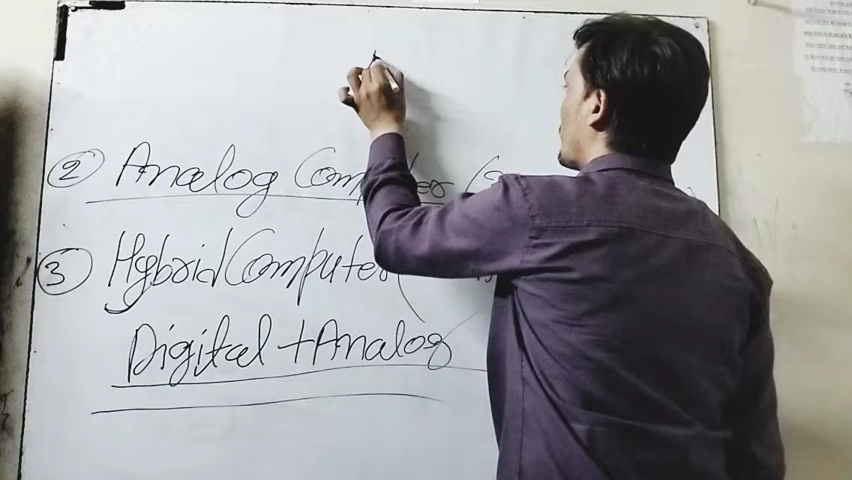 ② Analog Computer (
③ Hybrid Computer (
Digital + Analog